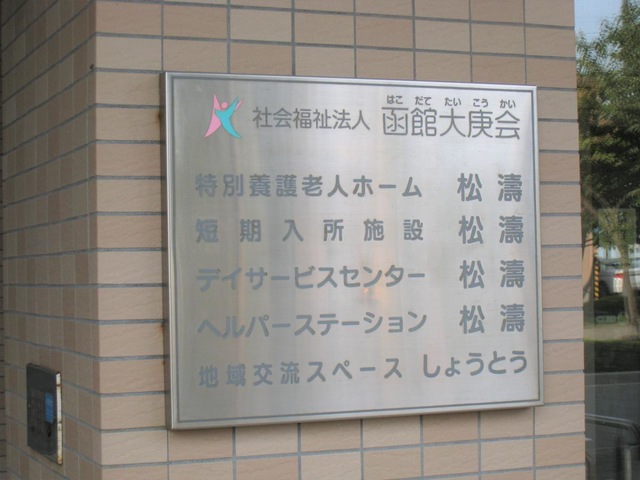 はこ だて たい こう かい
社会福祉法人 函館大庚会
特別養護老人ホーム 松濤
短期入所施設 松濤
デイサービスセンター 松濤
ヘルパーステーション 松濤
地域交流スペース しょうとう